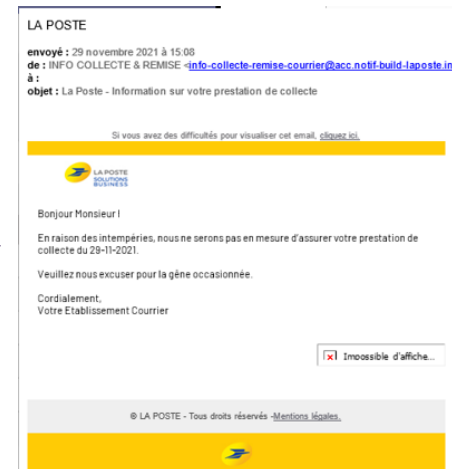 LA POSTE
envoyé : 29 novembre 2021 à 15:08
de : INFO COLLECTE & REMISE <info-collecte-remise-courrier@acc.notif-build-laposte.in
à :
objet : La Poste - Information sur votre prestation de collecte
Si vous avez des difficultés pour visualiser cet email, cliquez ici.
LA POSTE
SOLUTIONS
BUSINESS
Bonjour Monsieur I
En raison des intempéries, nous ne serons pas en mesure d'assurer votre prestation de
collecte du 29-11-2021.
Veuillez nous excuser pour la gêne occasionnée.
Cordialement,
Votre Etablissement Courrier
Impossible d'affiche...
© LA POSTE - Tous droits réservés -Mentions légales.